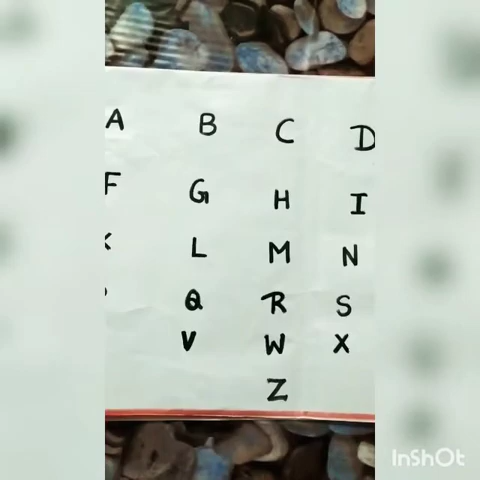 A B C D
F G H I
L M N
Q R S
V W X
Z
InShOt